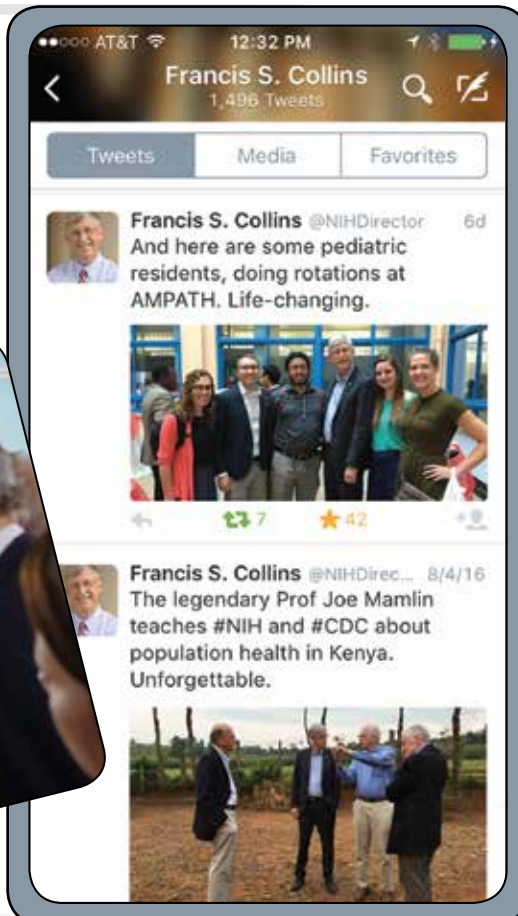 AT&T
12:32 PM
Francis S. Collins
1,496 Tweets
Tweets
Media
Favorites
Francis S. Collins @NIHDirector 6d
And here are some pediatric
residents, doing rotations at
AMPATH. Life-changing.
7
42
Francis S. Collins @NIHDirec... 8/4/16
The legendary Prof Joe Mamlin
teaches #NIH and #CDC about
population health in Kenya.
Unforgettable.